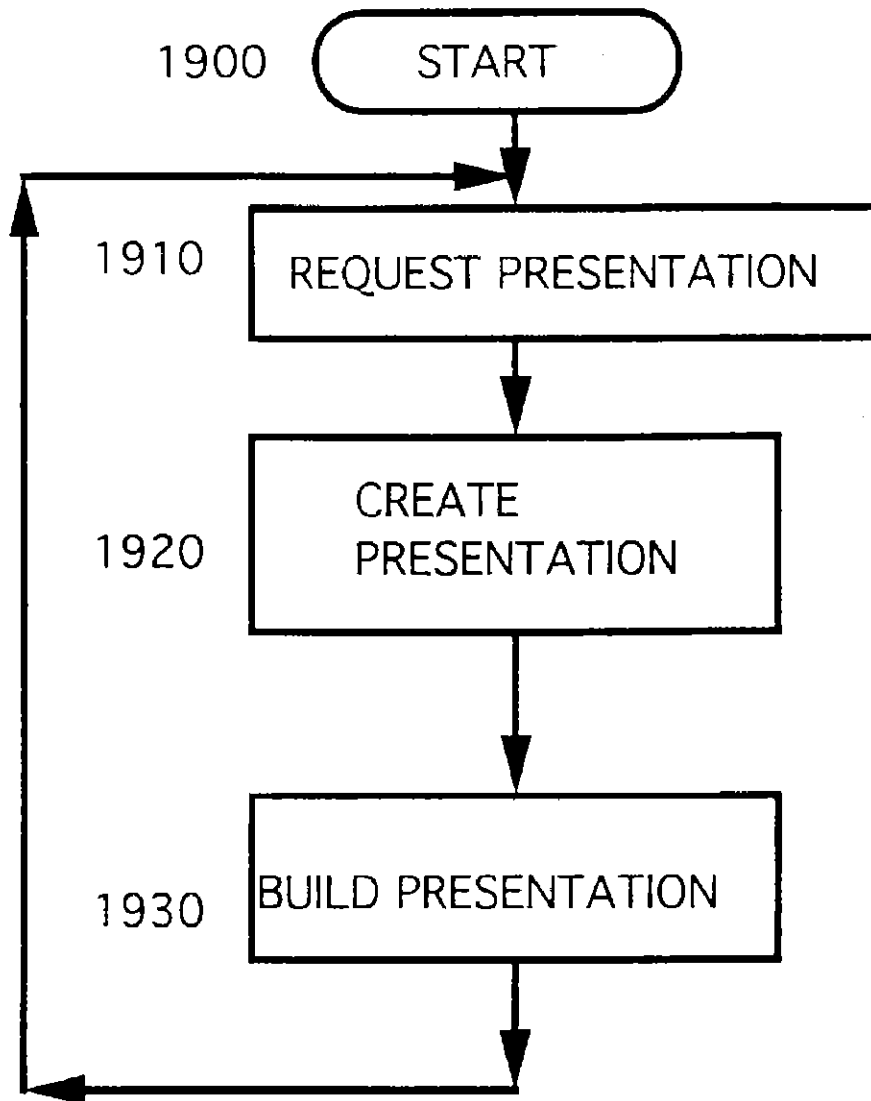 1900 START
1910 REQUEST PRESENTATION
CREATE
1920 PRESENTATION
1930 BUILD PRESENTATION